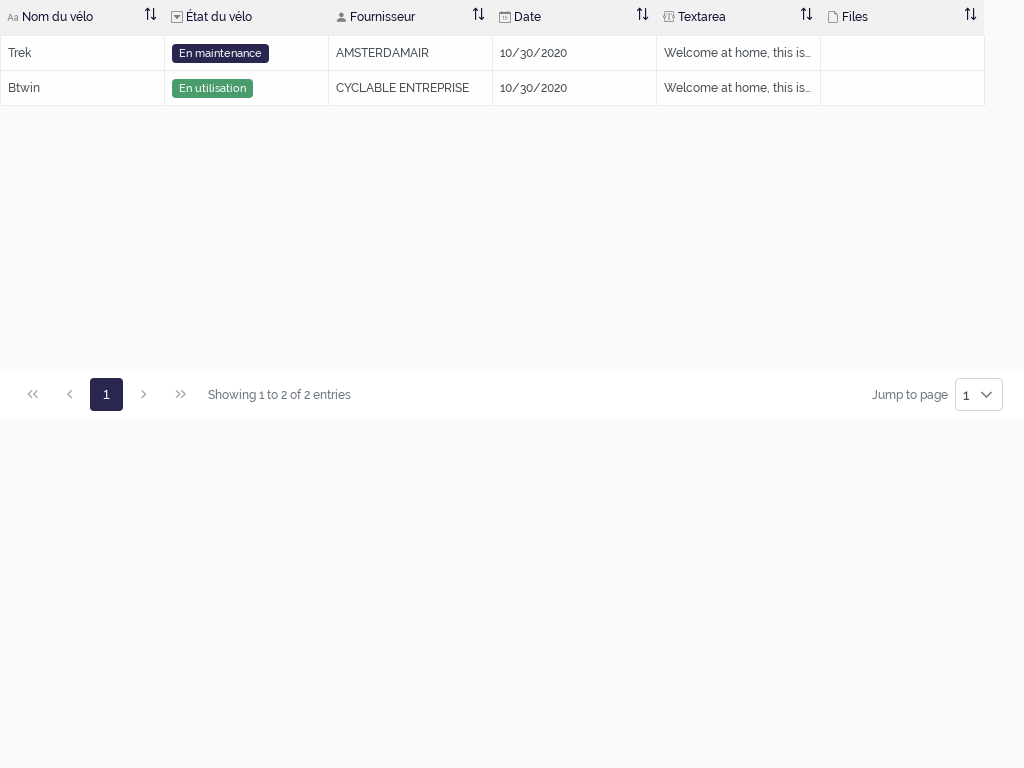 Aa Nom du vélo État du vélo Fournisseur Date Textarea Files
Trek En maintenance AMSTERDAMAIR 10/30/2020 Welcome at home, this is...
Btwin En utilisation CYCLABLE ENTREPRISE 10/30/2020 Welcome at home, this is...
1 Showing 1 to 2 of 2 entries Jump to page 1